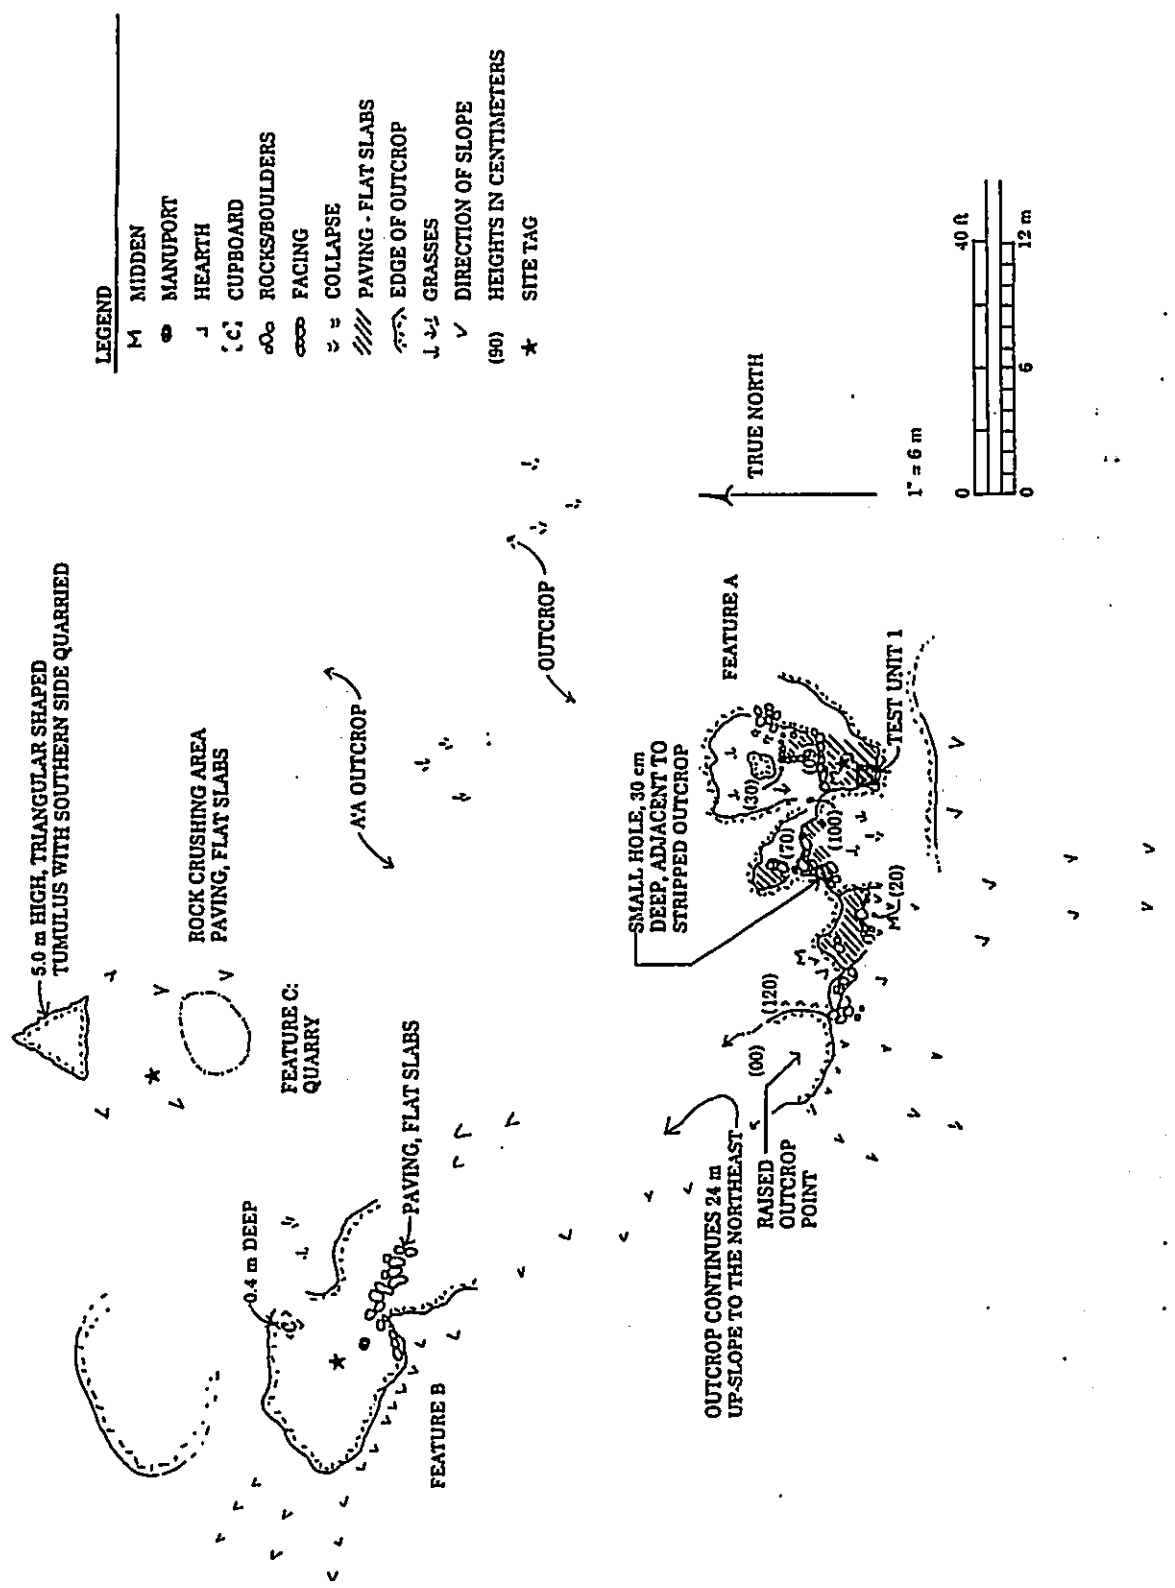 5.0 m HIGH, TRIANGULAR SHAPED
TUMULUS WITH SOUTHERN SIDE QUARRIED
ROCK CRUSHING AREA
PAVING, FLAT SLABS
FEATURE C:
QUARRY
0.4 m DEEP
C
PAVING, FLAT SLABS
FEATURE B
A'A OUTCROP
OUTCROP
LEGEND
M MIDDEN
MANUPORT
HEARTH
C CUPBOARD
ROCKS/BOULDERS
FACING
COLLAPSE
PAVING - FLAT SLABS
EDGE OF OUTCROP
GRASSES
DIRECTION OF SLOPE
(90) HEIGHTS IN CENTIMETERS
SITE TAG
SMALL HOLE, 30 cm
DEEP, ADJACENT TO
STRIPPED OUTCROP
FEATURE A
OUTCROP CONTINUES 24 m
UP-SLOPE TO THE NORTHEAST
RAISED
OUTCROP
POINT
(00)
(120)
M
M
(20)
(70)
(100)
(30)
TEST UNIT 1
TRUE NORTH
1" = 6 m
0 40 ft
0 6 12 m